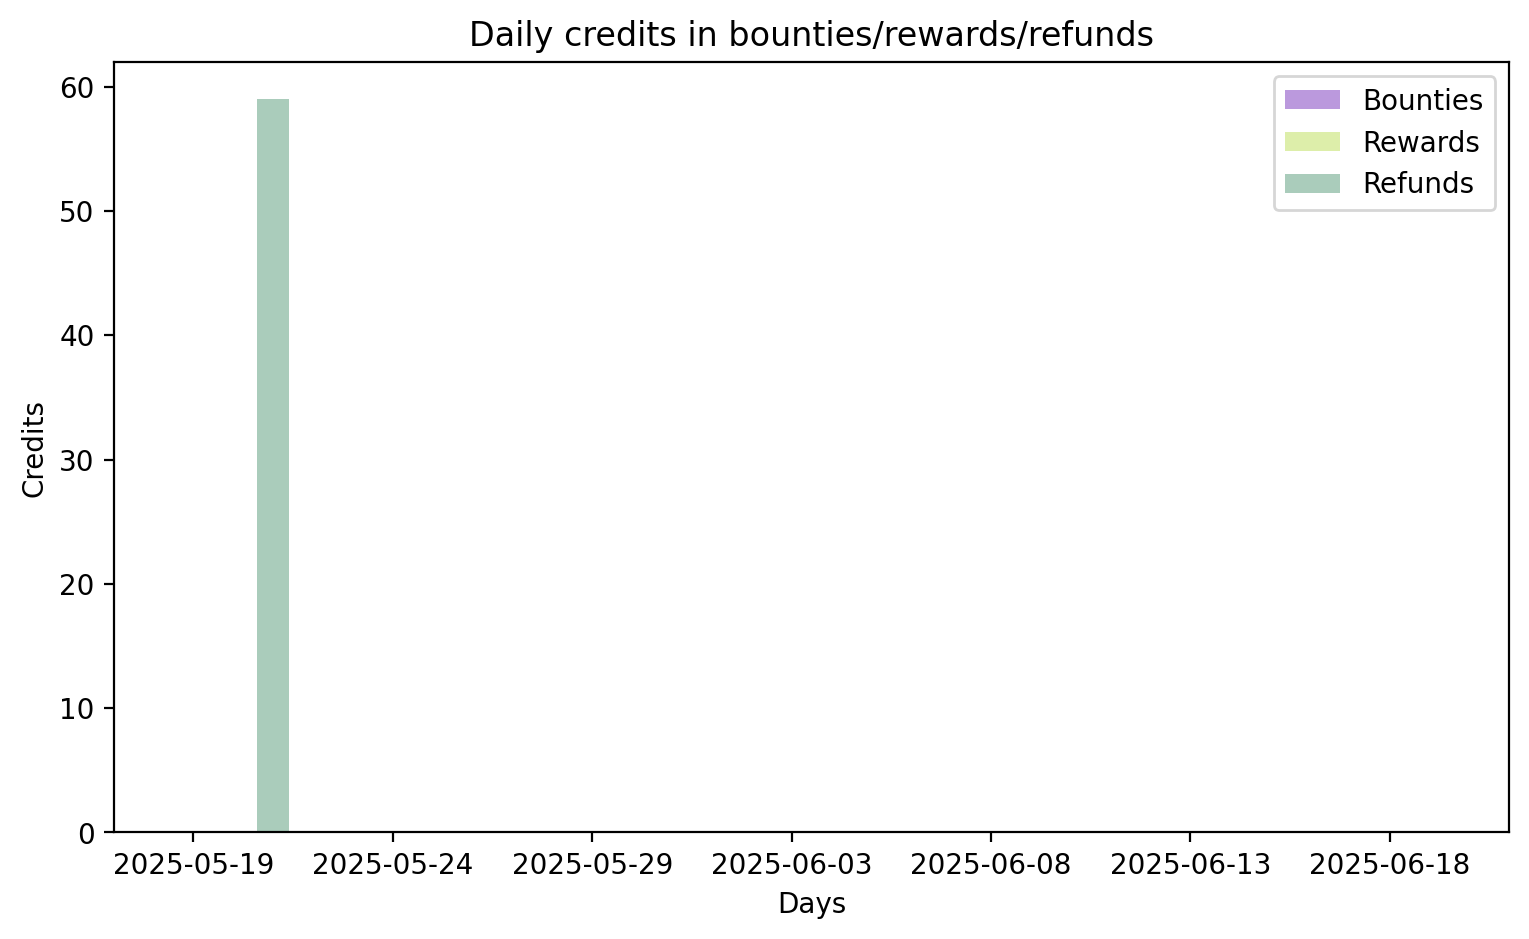 Daily credits in bounties/rewards/refunds
60
50
40
30
20
10
0
Credits
Bounties
Rewards
Refunds
2025-05-19 2025-05-24 2025-05-29 2025-06-03 2025-06-08 2025-06-13 2025-06-18
Days